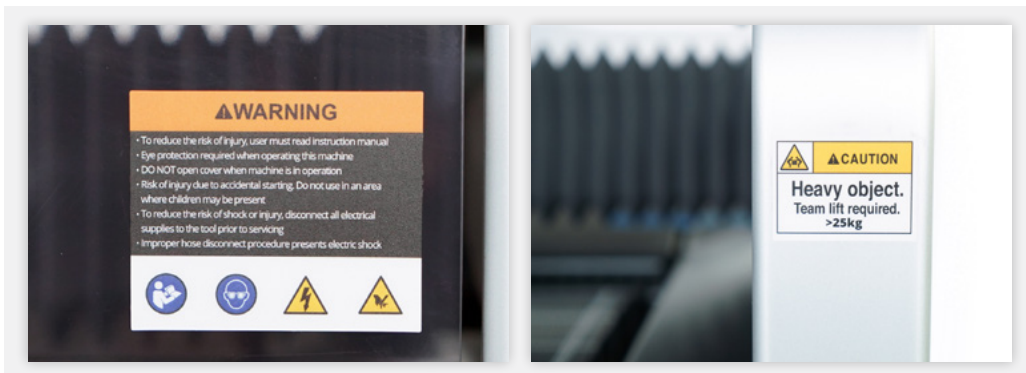 WARNING
· To reduce the risk of injury, user must read instruction manual
· Eye protection required when operating this machine
· DO NOT open cover when machine is in operation
· Risk of injury due to accidental starting. Do not use in an area
where children may be present
· To reduce the risk of shock or injury, disconnect all electrical
supplies to the tool prior to servicing
· Improper hose disconnect procedure presents electric shock
CAUTION
Heavy object.
Team lift required.
>25kg